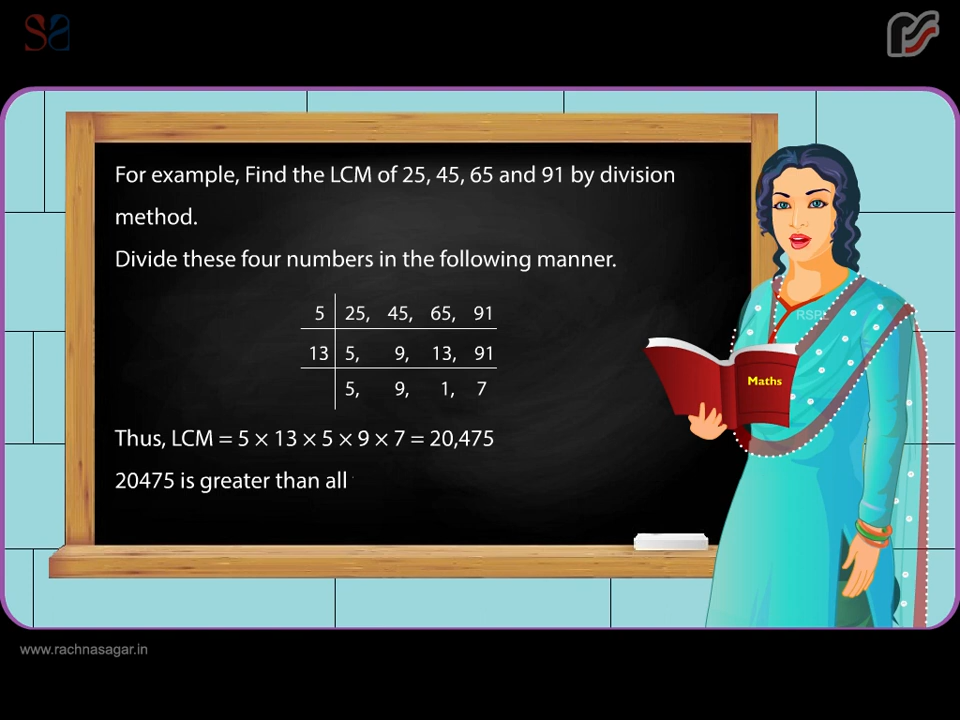 sa
For example, Find the LCM of 25, 45, 65 and 91 by division
method.
Divide these four numbers in the following manner.
5 25, 45, 65, 91
13 5, 9, 13, 91
5, 9, 1, 7
Thus, LCM = 5 × 13 × 5 × 9 × 7 = 20,475
20475 is greater than all
Maths
www.rachnasagar.in